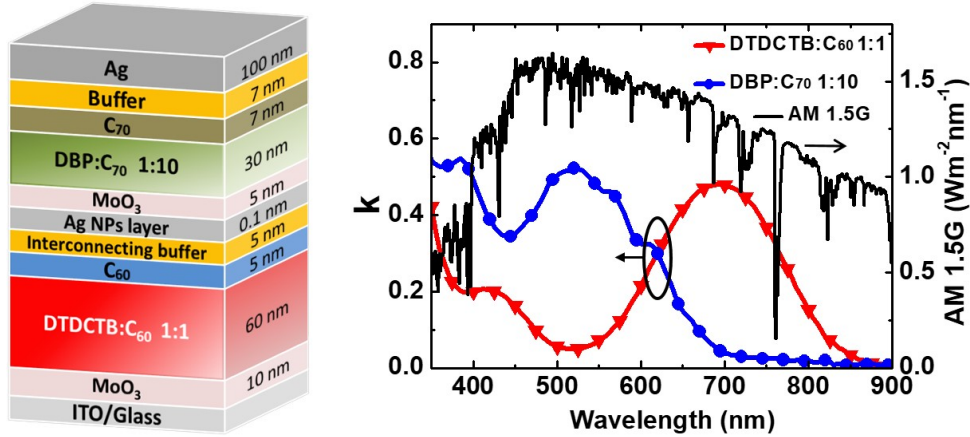 Ag 100 nm
Buffer 7 nm
C₇₀ 7 nm
DBP:C₇₀ 1:10 30 nm
MoO₃ 5 nm
Ag NPs layer 0.1 nm
Interconnecting buffer 5 nm
C₆₀ 5 nm
DTDCTB:C₆₀ 1:1 60 nm
MoO₃ 10 nm
ITO/Glass
DTDCTB:C₆₀ 1:1
DBP:C₇₀ 1:10
AM 1.5G
k
0.8
0.6
0.4
0.2
0.0
400 500 600 700 800 900
Wavelength (nm)
1.5
1.0
0.5
0.0
AM 1.5G (Wm⁻²nm⁻¹)